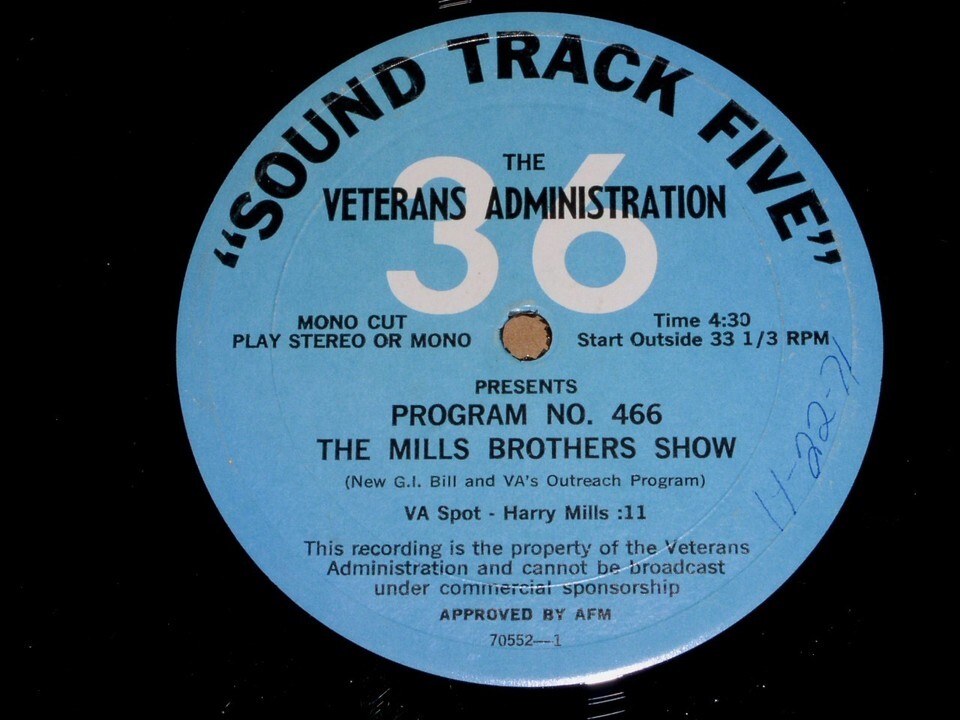 "SOUND TRACK FIVE"
36
THE
VETERANS ADMINISTRATION
MONO CUT
PLAY STEREO OR MONO
Time 4:30
Start Outside 33 1/3 RPM
PRESENTS
PROGRAM NO. 466
THE MILLS BROTHERS SHOW
(New G.I. Bill and VA's Outreach Program)
VA Spot - Harry Mills :11
This recording is the property of the Veterans
Administration and cannot be broadcast
under commercial sponsorship
APPROVED BY AFM
70552—1
4-22-71